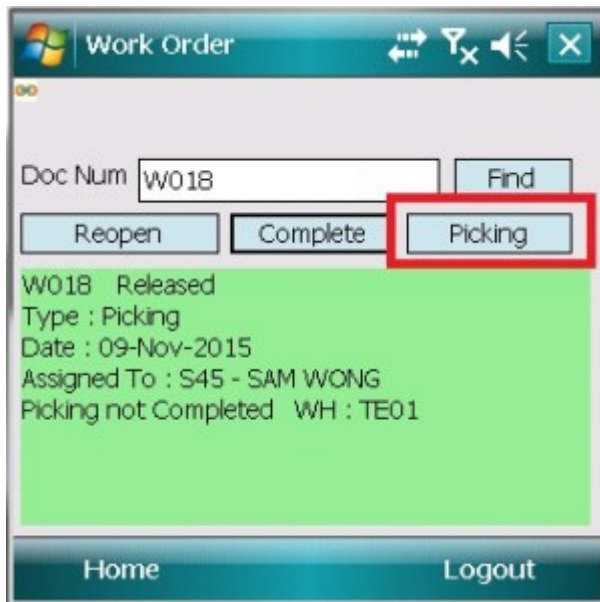 Work Order
Doc Num W018 Find
Reopen Complete Picking
W018 Released
Type : Picking
Date : 09-Nov-2015
Assigned To : S45 - SAM WONG
Picking not Completed WH : TE01
Home Logout